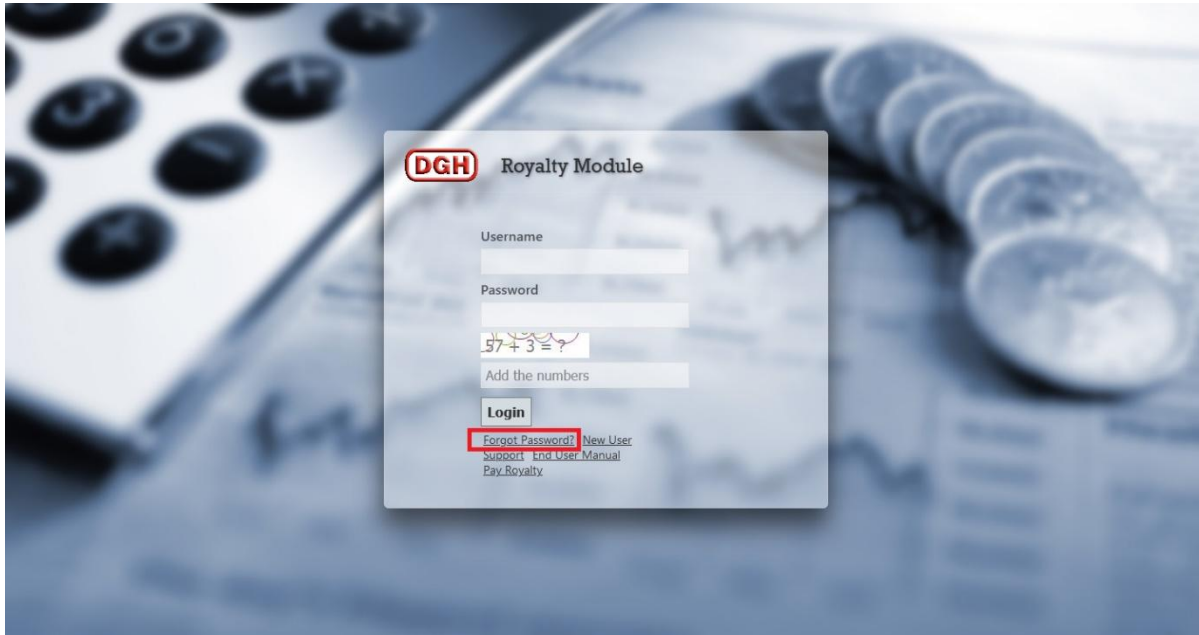 DGH Royalty Module
Username
Password
57 + 3 = ?
Add the numbers
Login
Forgot Password? New User
Support End User Manual
Pay Royalty